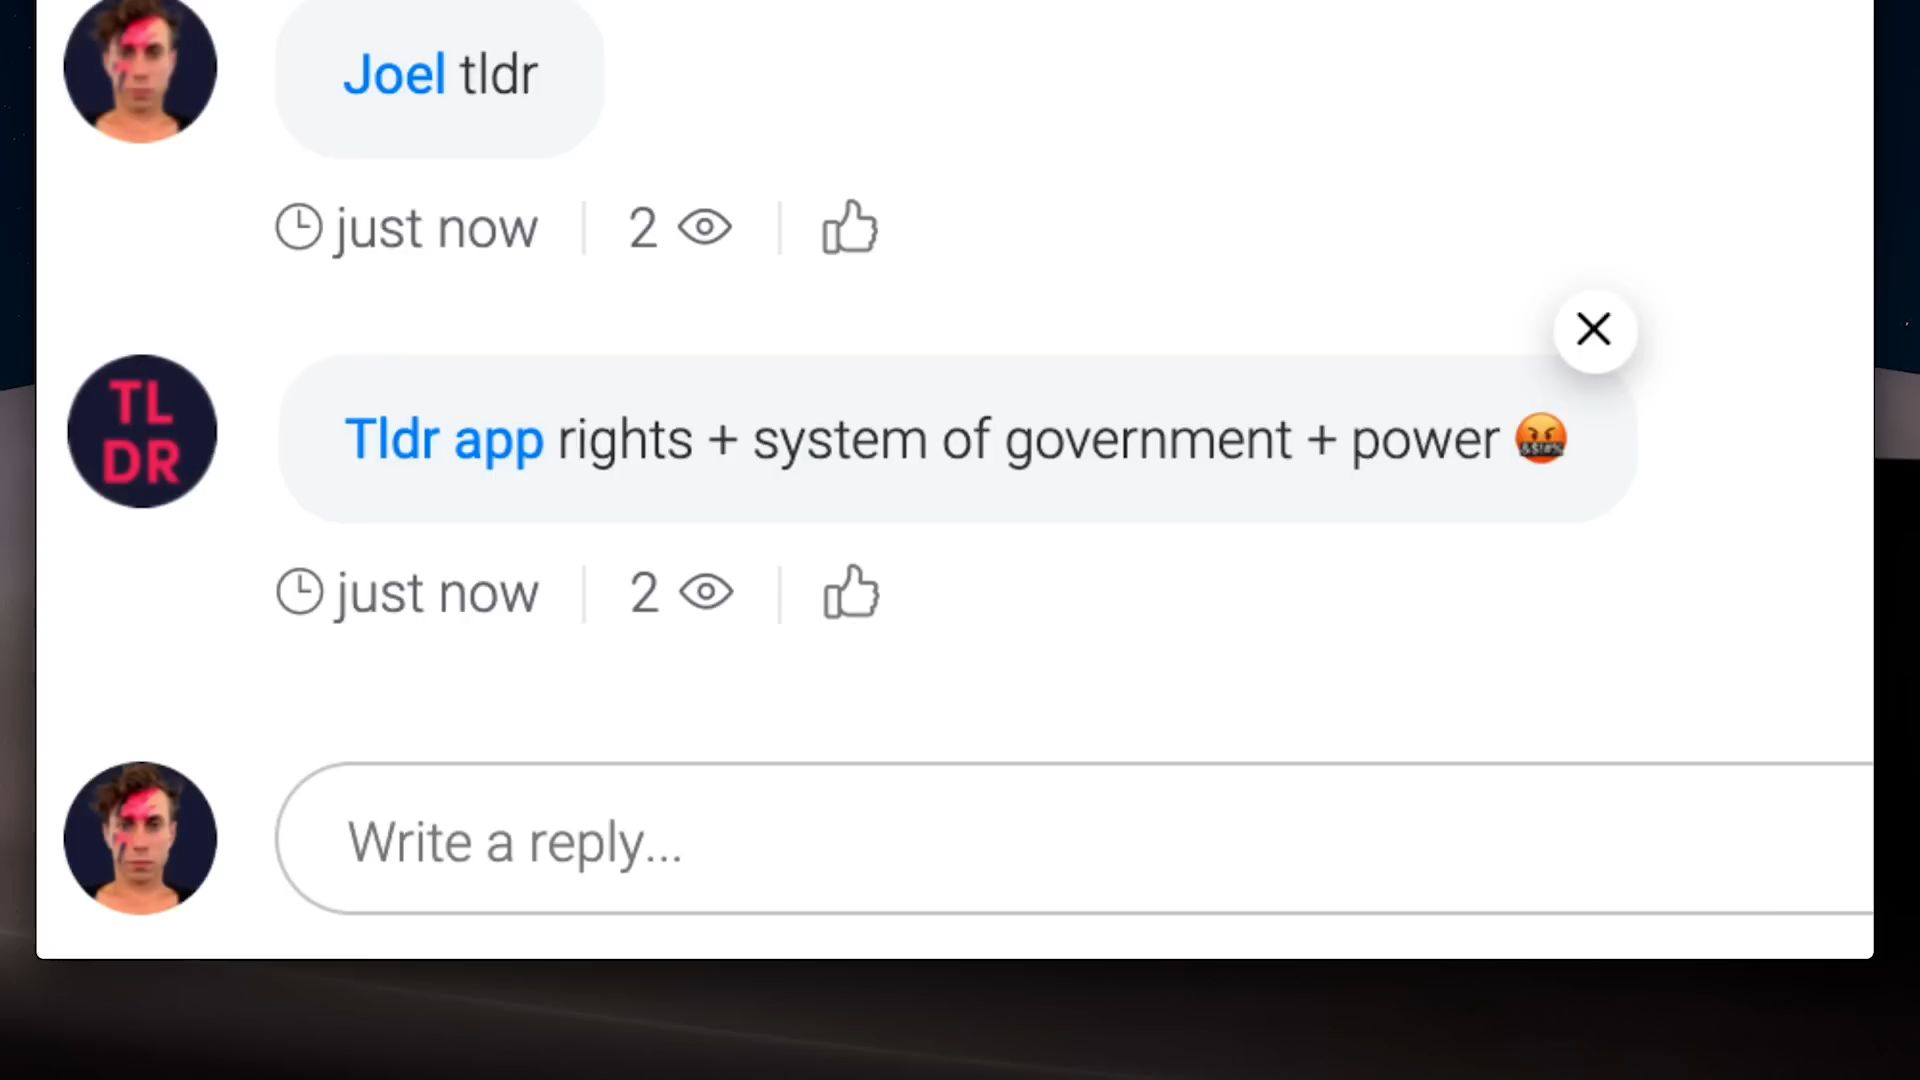 Joel tldr
just now 2
TL
DR
Tldr app rights + system of government + power 🤬
just now 2
Write a reply...